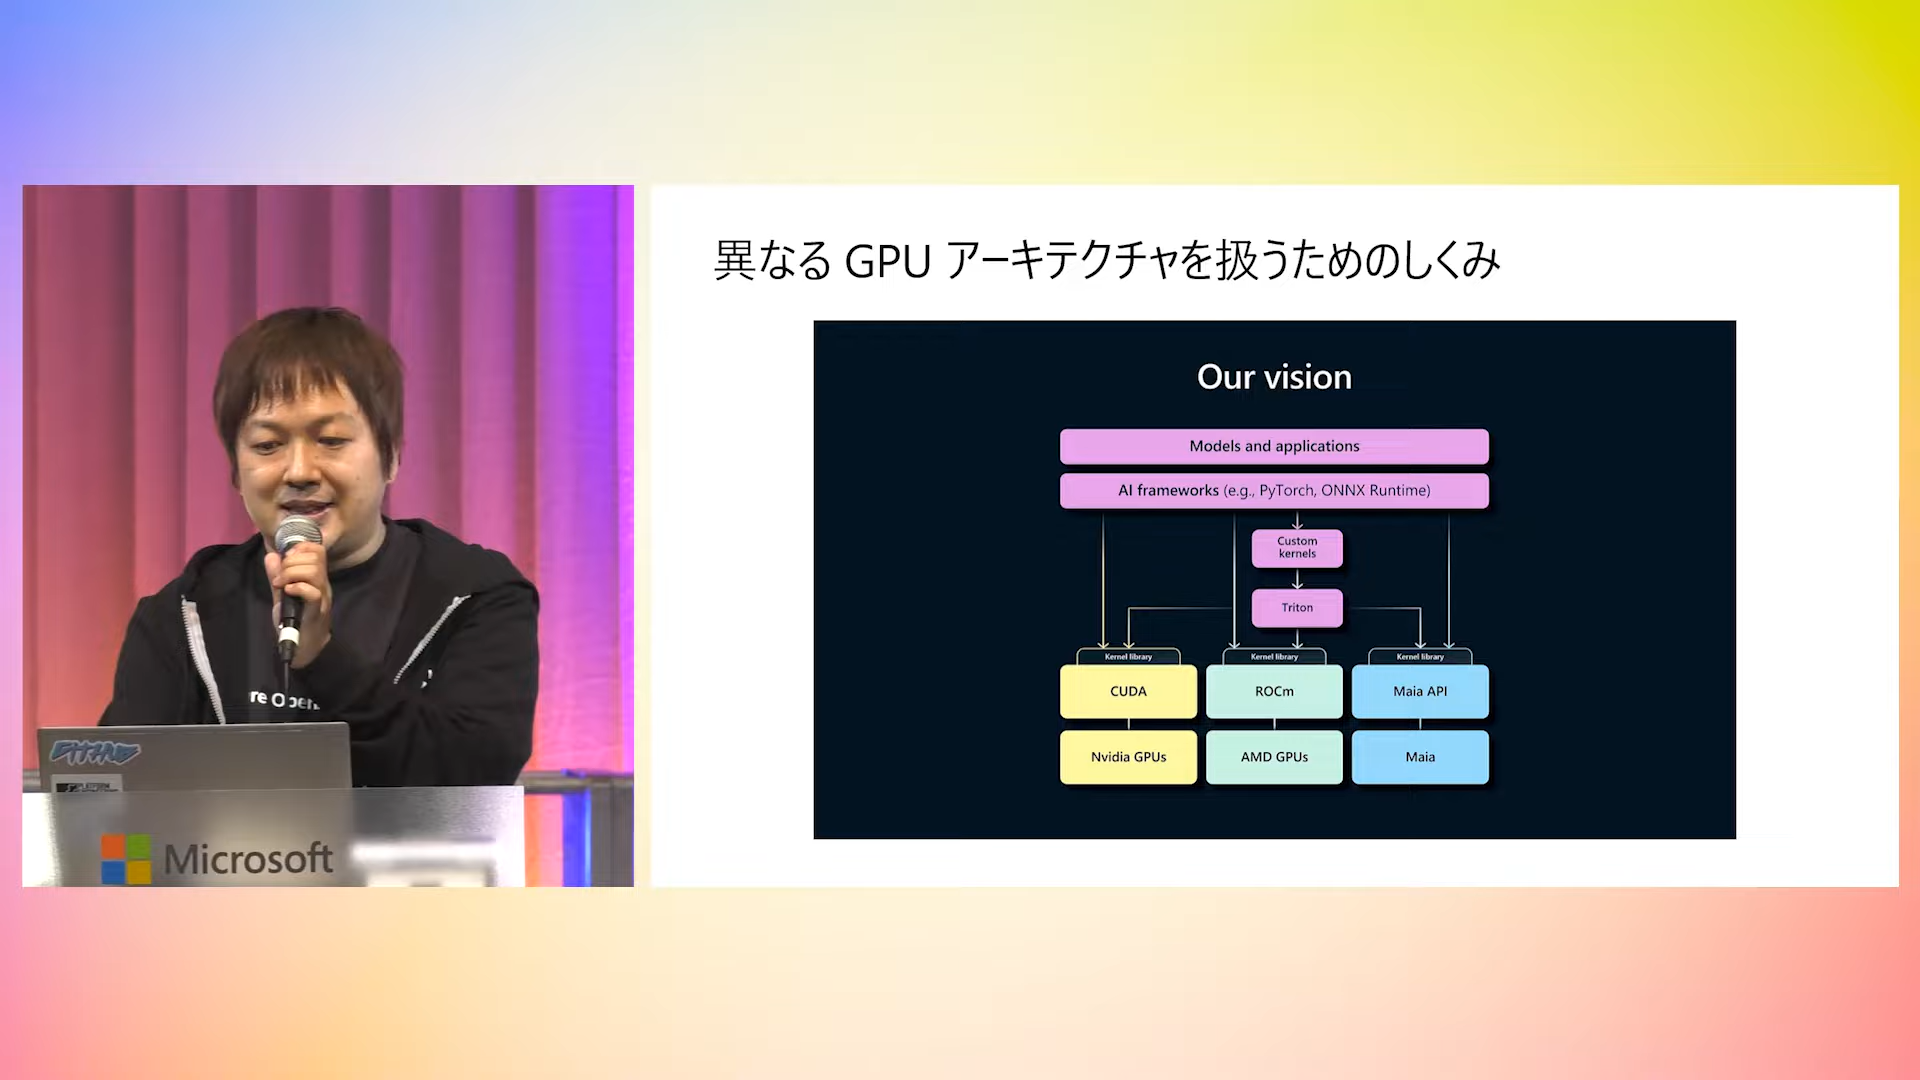 異なる GPU アーキテクチャを扱うためのしくみ
Our vision
Models and applications
AI frameworks (e.g., PyTorch, ONNX Runtime)
Custom
kernels
Triton
Kernel library
Kernel library
Kernel library
CUDA
ROCm
Maia API
Nvidia GPUs
AMD GPUs
Maia
Microsoft